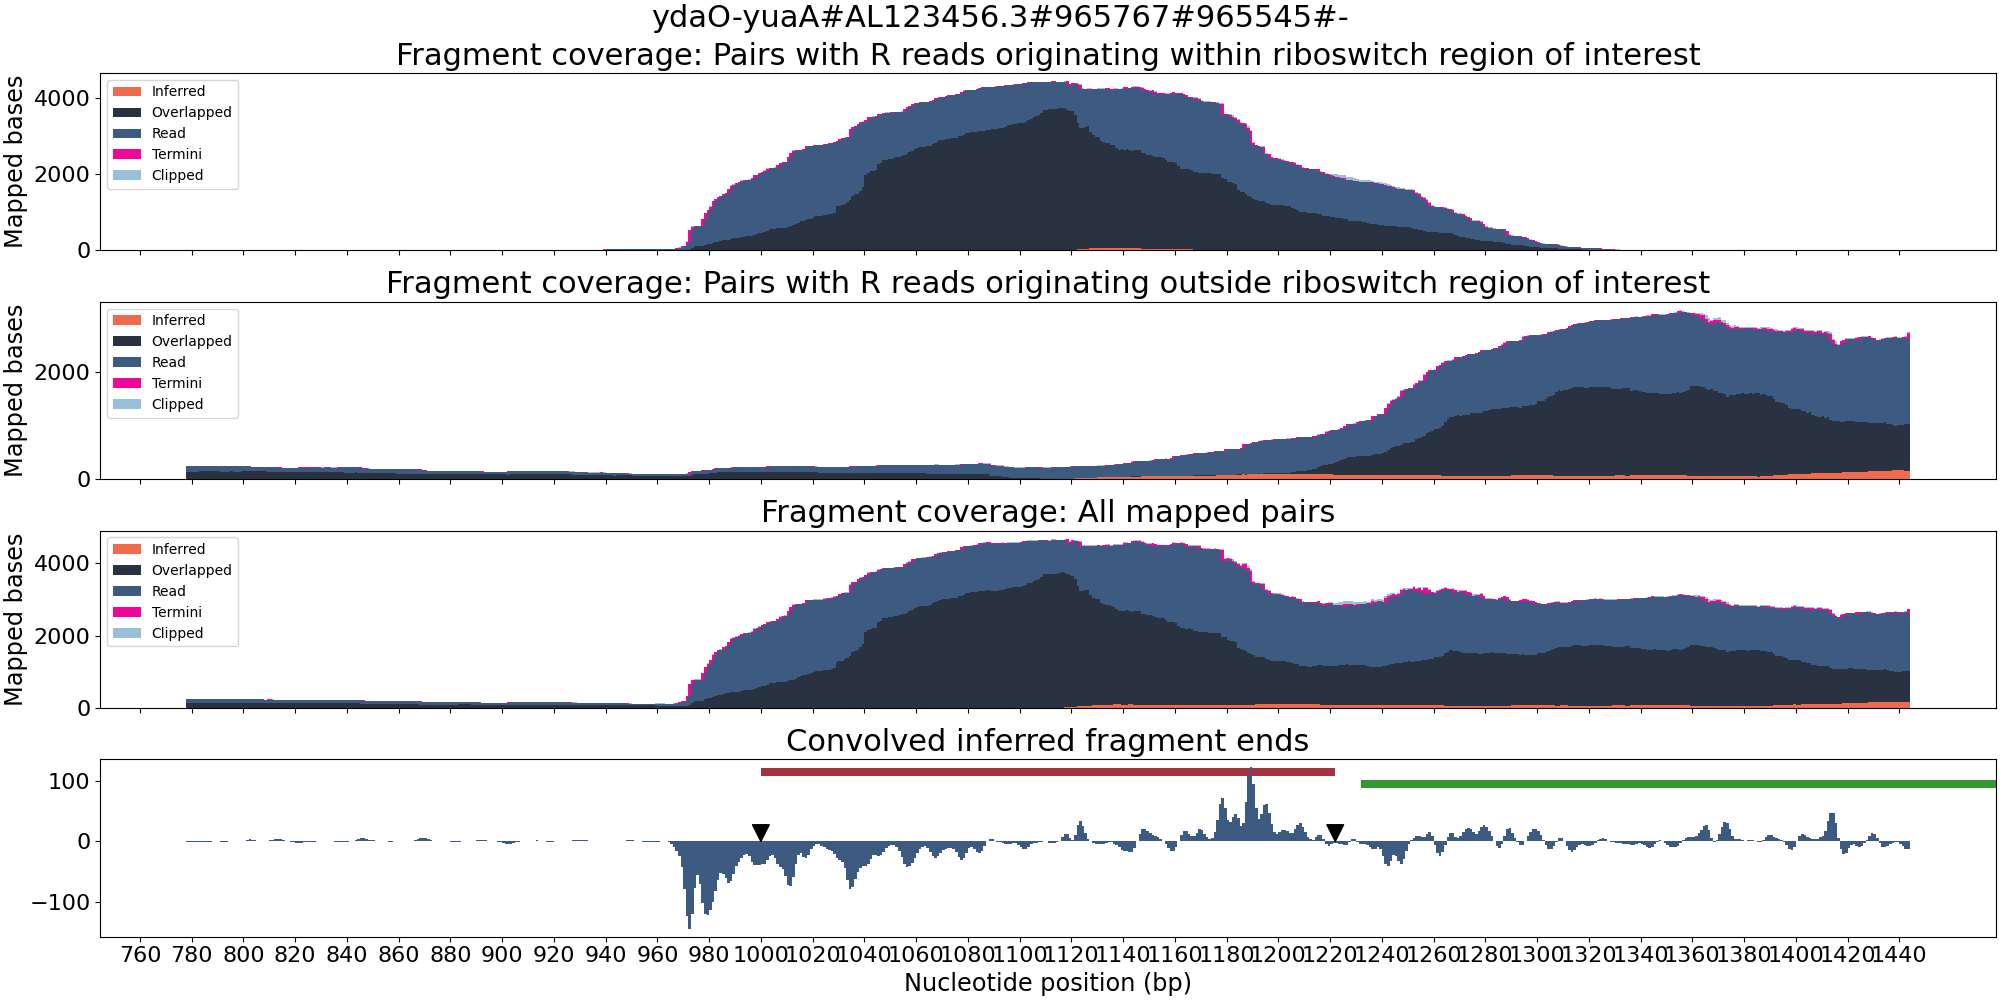 ydaO-yuaA#AL123456.3#965767#965545#-
Fragment coverage: Pairs with R reads originating within riboswitch region of interest
Mapped bases
4000
2000
0
Inferred
Overlapped
Read
Termini
Clipped
Fragment coverage: Pairs with R reads originating outside riboswitch region of interest
Mapped bases
2000
0
Inferred
Overlapped
Read
Termini
Clipped
Fragment coverage: All mapped pairs
Mapped bases
4000
2000
0
Inferred
Overlapped
Read
Termini
Clipped
Convolved inferred fragment ends
100
0
−100
760 780 800 820 840 860 880 900 920 940 960 980 1000 1020 1040 1060 1080 1100 1120 1140 1160 1180 1200 1220 1240 1260 1280 1300 1320 1340 1360 1380 1400 1420 1440
Nucleotide position (bp)